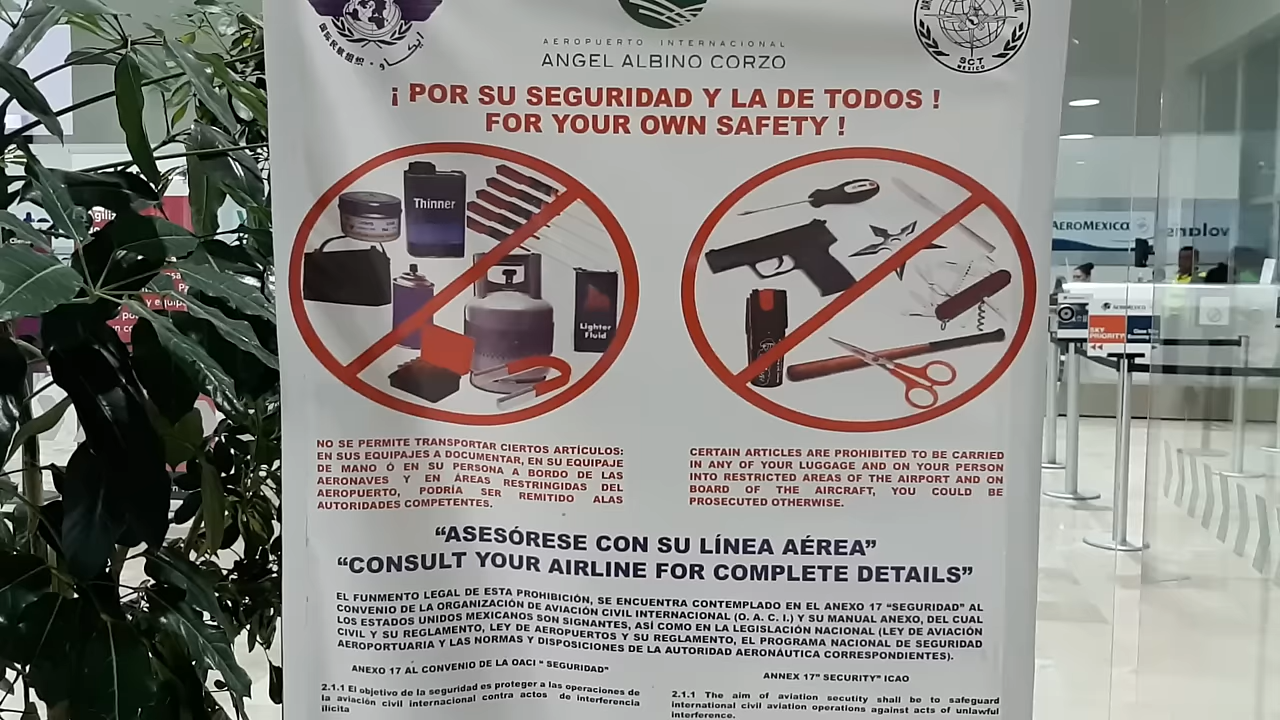 国际民航组织 · ايكاو
SCT
MEXICO
AEROPUERTO INTERNACIONAL
ANGEL ALBINO CORZO
¡ POR SU SEGURIDAD Y LA DE TODOS !
FOR YOUR OWN SAFETY !
Thinner
Lighter
Fluid
NO SE PERMITE TRANSPORTAR CIERTOS ARTÍCULOS:
EN SUS EQUIPAJES A DOCUMENTAR, EN SU EQUIPAJE
DE MANO Ó EN SU PERSONA A BORDO DE LAS
AERONAVES Y EN ÁREAS RESTRINGIDAS DEL
AEROPUERTO, PODRÍA SER REMITIDO ALAS
AUTORIDADES COMPETENTES.
CERTAIN ARTICLES ARE PROHIBITED TO BE CARRIED
IN ANY OF YOUR LUGGAGE AND ON YOUR PERSON
INTO RESTRICTED AREAS OF THE AIRPORT AND ON
BOARD OF THE AIRCRAFT, YOU COULD BE
PROSECUTED OTHERWISE.
“ASESÓRESE CON SU LÍNEA AÉREA”
“CONSULT YOUR AIRLINE FOR COMPLETE DETAILS”
EL FUNMENTO LEGAL DE ESTA PROHIBICIÓN, SE ENCUENTRA CONTEMPLADO EN EL ANEXO 17 “SEGURIDAD” AL
CONVENIO DE LA ORGANIZACIÓN DE AVIACIÓN CIVIL INTERNACIONAL (O. A. C. I.) Y SU MANUAL ANEXO, DEL CUAL
LOS ESTADOS UNIDOS MEXICANOS SON SIGNANTES, ASÍ COMO EN LA LEGISLACIÓN NACIONAL (LEY DE AVIACIÓN
CIVIL Y SU REGLAMENTO, LEY DE AEROPUERTOS Y SU REGLAMENTO, EL PROGRAMA NACIONAL DE SEGURIDAD
AEROPORTUARIA Y LAS NORMAS Y DISPOSICIONES DE LA AUTORIDAD AERONÁUTICA CORRESPONDIENTES).
ANEXO 17 AL CONVENIO DE LA OACI “ SEGURIDAD”
2.1.1 El objetivo de la seguridad es proteger a las operaciones de
la aviación civil internacional contra actos de interferencia
ilicita
ANNEX 17” SECURITY” ICAO
2.1.1 The aim of aviation secutity shall be to safeguard
international civil aviation operations against acts of unlawful
interference.
AEROMEXICO
volaris
AEROMEXICO
SKY
PRIORITY